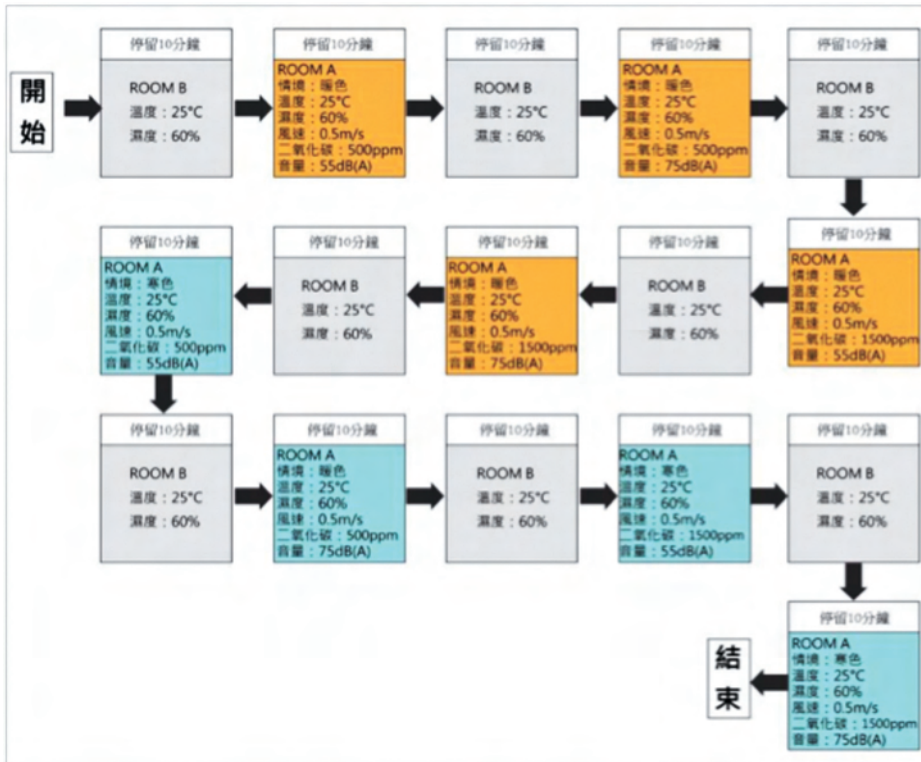 開始
停留10分鐘
ROOM B
溫度：25°C
濕度：60%
停留10分鐘
ROOM A
情境：暖色
溫度：25°C
濕度：60%
風速：0.5m/s
二氧化碳：500ppm
音量：55dB(A)
停留10分鐘
ROOM B
溫度：25°C
濕度：60%
停留10分鐘
ROOM A
情境：暖色
溫度：25°C
濕度：60%
風速：0.5m/s
二氧化碳：500ppm
音量：75dB(A)
停留10分鐘
ROOM B
溫度：25°C
濕度：60%
停留10分鐘
ROOM A
情境：暖色
溫度：25°C
濕度：60%
風速：0.5m/s
二氧化碳：1500ppm
音量：55dB(A)
停留10分鐘
ROOM B
溫度：25°C
濕度：60%
停留10分鐘
ROOM A
情境：暖色
溫度：25°C
濕度：60%
風速：0.5m/s
二氧化碳：1500ppm
音量：75dB(A)
停留10分鐘
ROOM B
溫度：25°C
濕度：60%
停留10分鐘
ROOM A
情境：寒色
溫度：25°C
濕度：60%
風速：0.5m/s
二氧化碳：500ppm
音量：55dB(A)
停留10分鐘
ROOM B
溫度：25°C
濕度：60%
停留10分鐘
ROOM A
情境：暖色
溫度：25°C
濕度：60%
風速：0.5m/s
二氧化碳：500ppm
音量：75dB(A)
停留10分鐘
ROOM B
溫度：25°C
濕度：60%
停留10分鐘
ROOM A
情境：寒色
溫度：25°C
濕度：60%
風速：0.5m/s
二氧化碳：1500ppm
音量：55dB(A)
停留10分鐘
ROOM B
溫度：25°C
濕度：60%
停留10分鐘
ROOM A
情境：寒色
溫度：25°C
濕度：60%
風速：0.5m/s
二氧化碳：1500ppm
音量：75dB(A)
結束